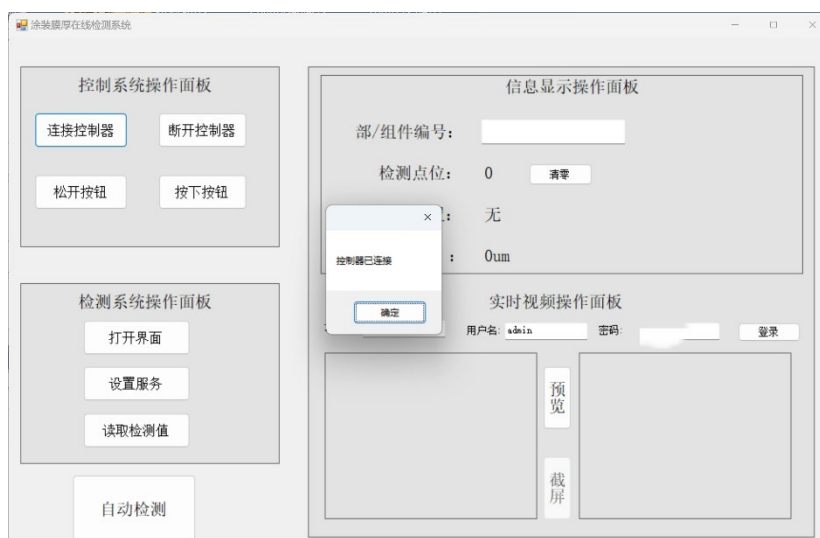 涂装膜厚在线检测系统
控制系统操作面板
连接控制器
断开控制器
松开按钮
按下按钮
检测系统操作面板
打开界面
设置服务
读取检测值
自动检测
信息显示操作面板
部/组件编号:
检测点位: 0 清零
: 无
: 0um
控制器已连接
确定
实时视频操作面板
用户名: admin 密码: 登录
预览
截屏